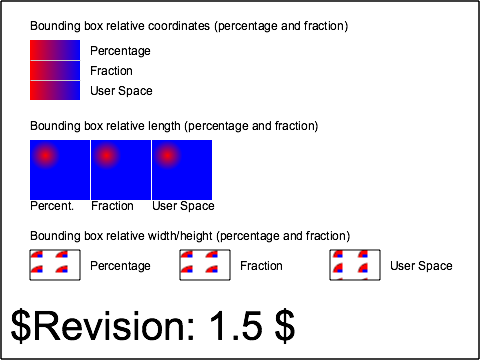 Bounding box relative coordinates (percentage and fraction)
Percentage
Fraction
User Space
Bounding box relative length (percentage and fraction)
Percent. Fraction User Space
Bounding box relative width/height (percentage and fraction)
Percentage Fraction User Space
$Revision: 1.5 $